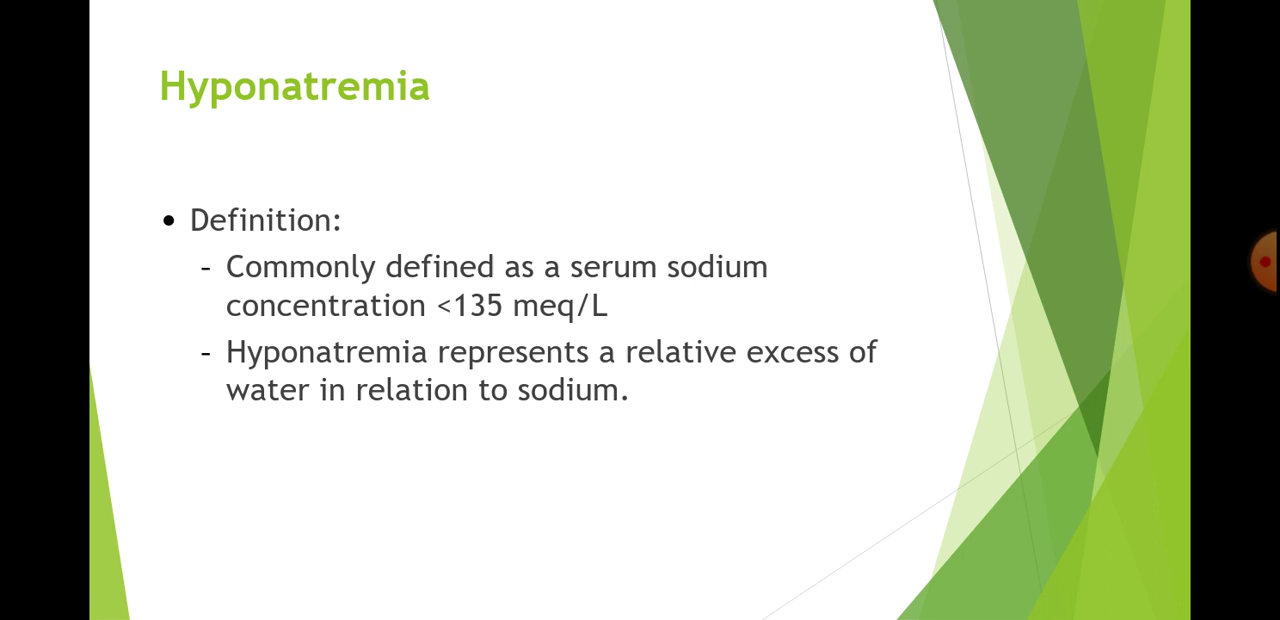 Hyponatremia
• Definition:
- Commonly defined as a serum sodium
concentration <135 meq/L
- Hyponatremia represents a relative excess of
water in relation to sodium.